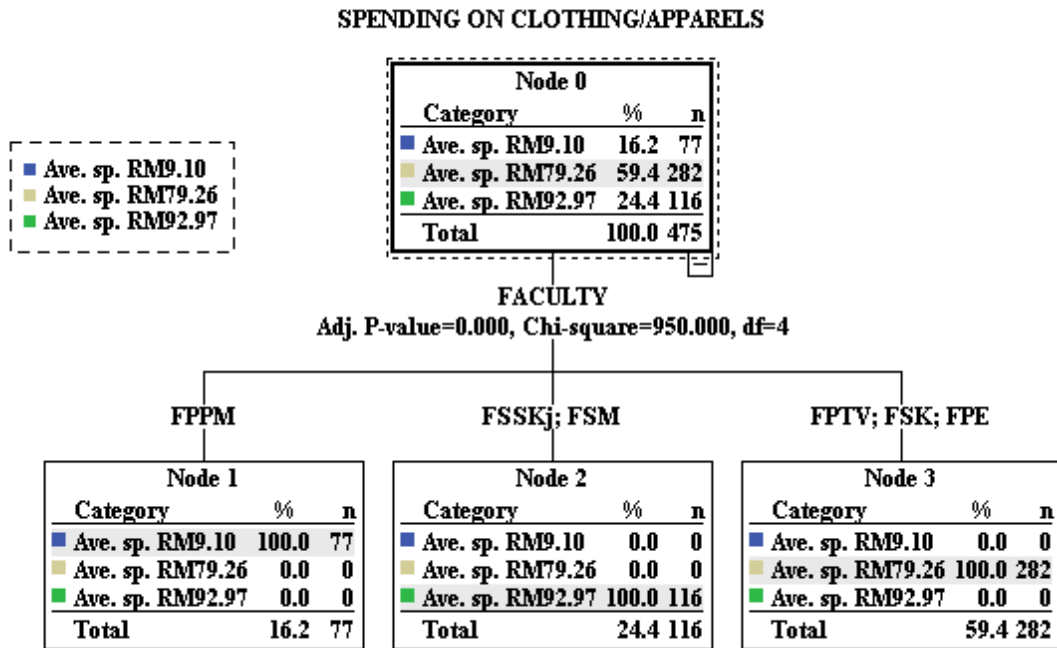 SPENDING ON CLOTHING/APPARELS
Node 0
Category % n
Ave. sp. RM9.10 16.2 77
Ave. sp. RM79.26 59.4 282
Ave. sp. RM92.97 24.4 116
Total 100.0 475
Ave. sp. RM9.10
Ave. sp. RM79.26
Ave. sp. RM92.97
FACULTY
Adj. P-value=0.000, Chi-square=950.000, df=4
FPPM
FSSKj; FSM
FPTV; FSK; FPE
Node 1
Category % n
Ave. sp. RM9.10 100.0 77
Ave. sp. RM79.26 0.0 0
Ave. sp. RM92.97 0.0 0
Total 16.2 77
Node 2
Category % n
Ave. sp. RM9.10 0.0 0
Ave. sp. RM79.26 0.0 0
Ave. sp. RM92.97 100.0 116
Total 24.4 116
Node 3
Category % n
Ave. sp. RM9.10 0.0 0
Ave. sp. RM79.26 100.0 282
Ave. sp. RM92.97 0.0 0
Total 59.4 282